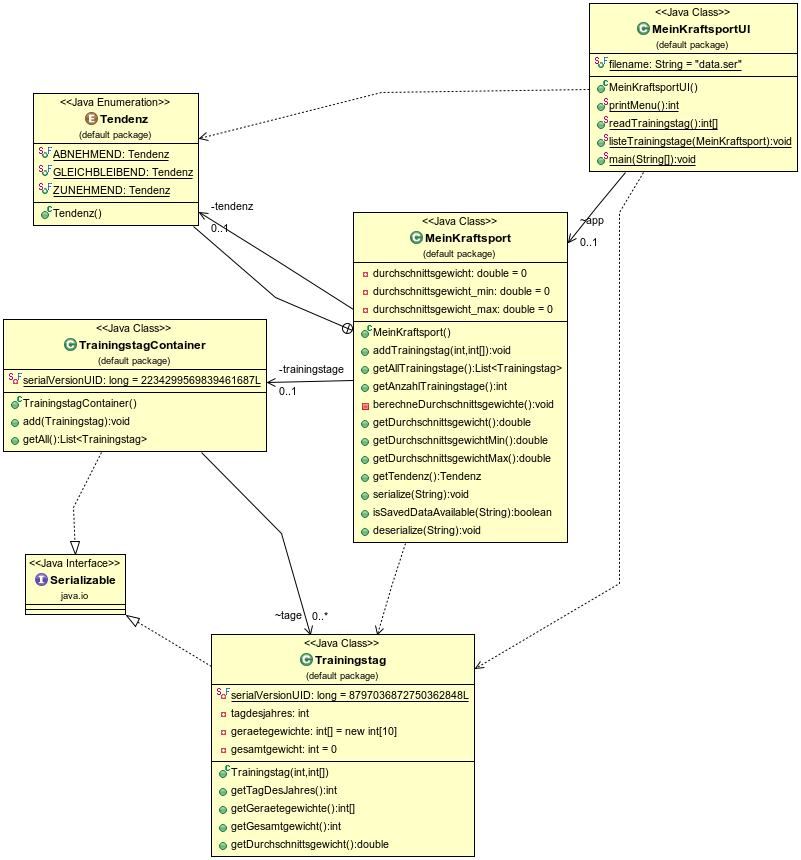 <<Java Class>>
MeinKraftsportUI
(default package)
filename: String = "data.ser"
MeinKraftsportUI()
printMenu():int
readTrainingstag():int[]
listeTrainingstage(MeinKraftsport):void
main(String[]):void
<<Java Enumeration>>
Tendenz
(default package)
ABNEHMEND: Tendenz
GLEICHBLEIBEND: Tendenz
ZUNEHMEND: Tendenz
Tendenz()
-tendenz
0..1
~app
0..1
<<Java Class>>
MeinKraftsport
(default package)
durchschnittsgewicht: double = 0
durchschnittsgewicht_min: double = 0
durchschnittsgewicht_max: double = 0
MeinKraftsport()
addTrainingstag(int,int[]):void
getAllTrainingstage():List<Trainingstag>
getAnzahlTrainingstage():int
berechneDurchschnittsgewichte():void
getDurchschnittsgewicht():double
getDurchschnittsgewichtMin():double
getDurchschnittsgewichtMax():double
getTendenz():Tendenz
serialize(String):void
isSavedDataAvailable(String):boolean
deserialize(String):void
<<Java Class>>
TrainingstagContainer
(default package)
serialVersionUID: long = 2234299569839461687L
TrainingstagContainer()
add(Trainingstag):void
getAll():List<Trainingstag>
-trainingstage
0..1
<<Java Interface>>
Serializable
java.io
~tage
0..*
<<Java Class>>
Trainingstag
(default package)
serialVersionUID: long = 8797036872750362848L
tagdesjahres: int
geraetegewichte: int[] = new int[10]
gesamtgewicht: int = 0
Trainingstag(int,int[])
getTagDesJahres():int
getGeraetegewichte():int[]
getGesamtgewicht():int
getDurchschnittsgewicht():double